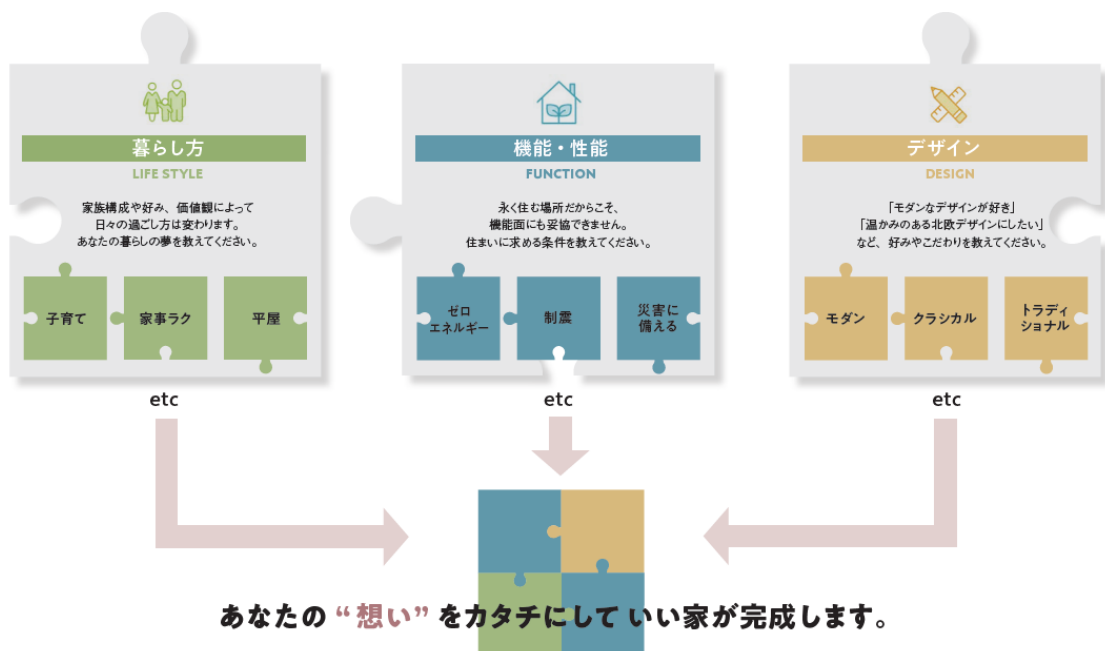 暮らし方
LIFE STYLE
家族構成や好み、価値観によって
日々の過ごし方は変わります。
あなたの暮らしの夢を教えてください。
子育て
家事ラク
平屋
etc
機能・性能
FUNCTION
永く住む場所だからこそ、
機能面にも妥協できません。
住まいに求める条件を教えてください。
ゼロ
エネルギー
制震
災害に
備える
etc
デザイン
DESIGN
「モダンなデザインが好き」
「温かみのある北欧デザインにしたい」
など、好みやこだわりを教えてください。
モダン
クラシカル
トラディ
ショナル
etc
あなたの“想い”をカタチにして いい家が完成します。